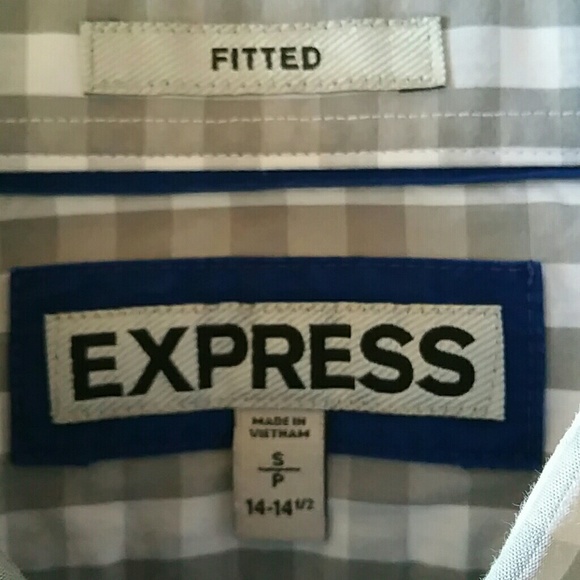 FITTED
EXPRESS
MADE IN
VIETNAM
S
P
14-14 1/2